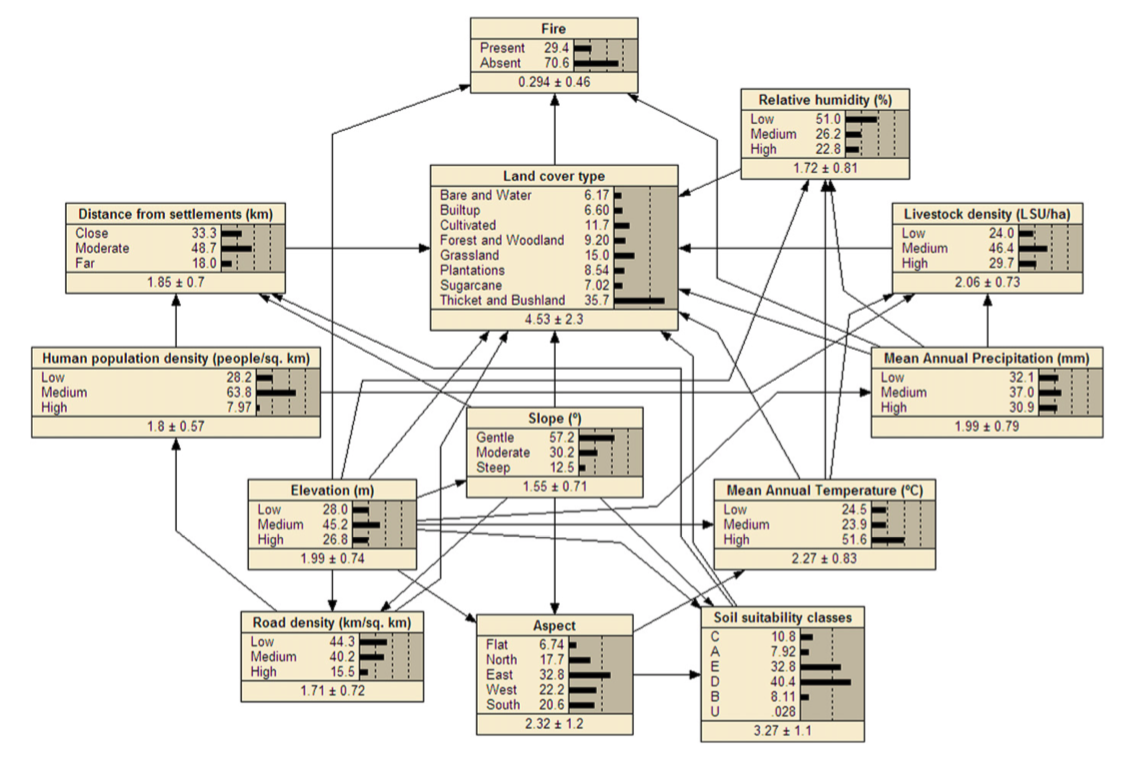 Fire
Present 29.4
Absent 70.6
0.294 ± 0.46
Relative humidity (%)
Low 51.0
Medium 26.2
High 22.8
1.72 ± 0.81
Land cover type
Bare and Water 6.17
Builtup 6.60
Cultivated 11.7
Forest and Woodland 9.20
Grassland 15.0
Plantations 8.54
Sugarcane 7.02
Thicket and Bushland 35.7
4.53 ± 2.3
Distance from settlements (km)
Close 33.3
Moderate 48.7
Far 18.0
1.85 ± 0.7
Livestock density (LSU/ha)
Low 24.0
Medium 46.4
High 29.7
2.06 ± 0.73
Human population density (people/sq. km)
Low 28.2
Medium 63.8
High 7.97
1.8 ± 0.57
Mean Annual Precipitation (mm)
Low 32.1
Medium 37.0
High 30.9
1.99 ± 0.79
Slope (º)
Gentle 57.2
Moderate 30.2
Steep 12.5
1.55 ± 0.71
Elevation (m)
Low 28.0
Medium 45.2
High 26.8
1.99 ± 0.74
Mean Annual Temperature (ºC)
Low 24.5
Medium 23.9
High 51.6
2.27 ± 0.83
Road density (km/sq. km)
Low 44.3
Medium 40.2
High 15.5
1.71 ± 0.72
Aspect
Flat 6.74
North 17.7
East 32.8
West 22.2
South 20.6
2.32 ± 1.2
Soil suitability classes
C 10.8
A 7.92
E 32.8
D 40.4
B 8.11
U .028
3.27 ± 1.1